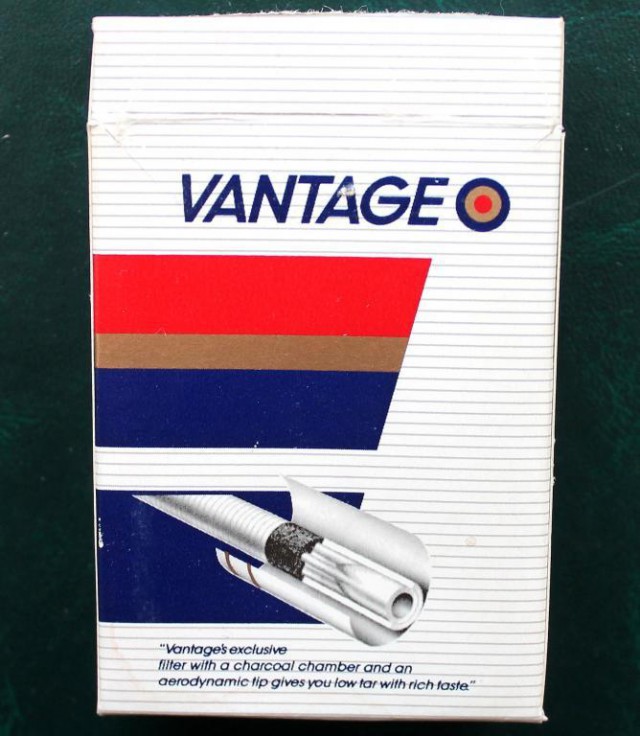 VANTAGE
"Vantage's exclusive
filter with a charcoal chamber and an
aerodynamic tip gives you low tar with rich taste."